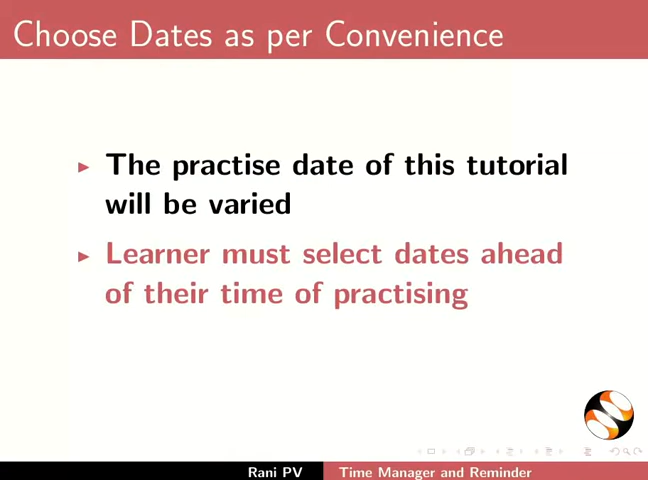 Choose Dates as per Convenience
The practise date of this tutorial
will be varied
Learner must select dates ahead
of their time of practising
Rani PV Time Manager and Reminder